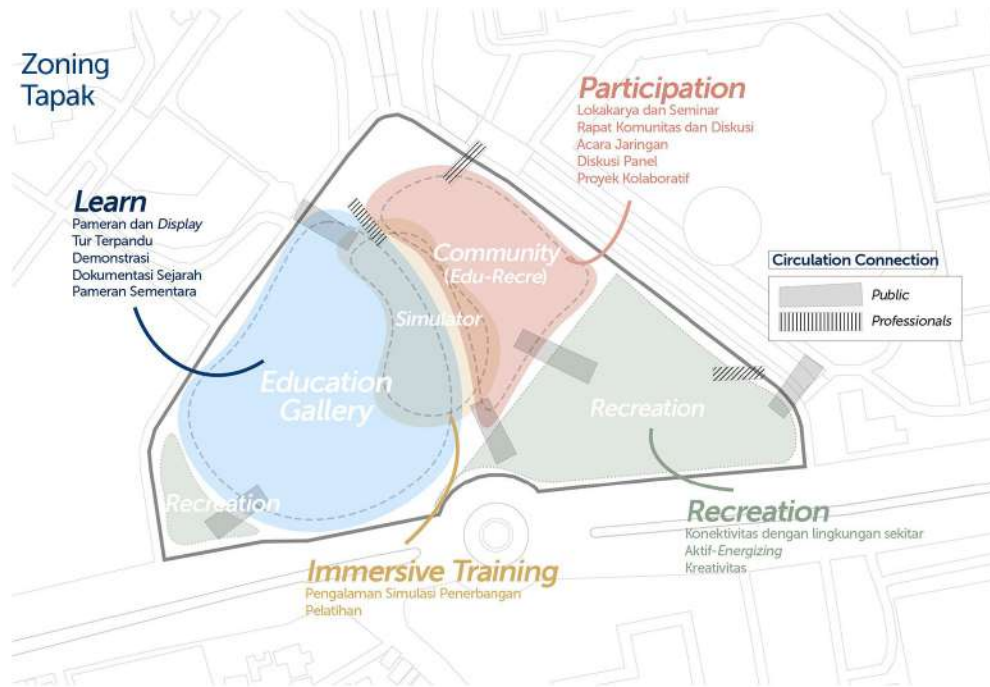 Zoning
Tapak
Participation
Lokakarya dan Seminar
Rapat Komunitas dan Diskusi
Acara Jaringan
Diskusi Panel
Proyek Kolaboratif
Learn
Pameran dan Display
Tur Terpandu
Demonstrasi
Dokumentasi Sejarah
Pameran Sementara
Community
(Edu-Recre)
Simulator
Education
Gallery
Recreation
Recreation
Circulation Connection
Public
Professionals
Immersive Training
Pengalaman Simulasi Penerbangan
Pelatihan
Recreation
Konektivitas dengan lingkungan sekitar
Aktif-Energizing
Kreativitas